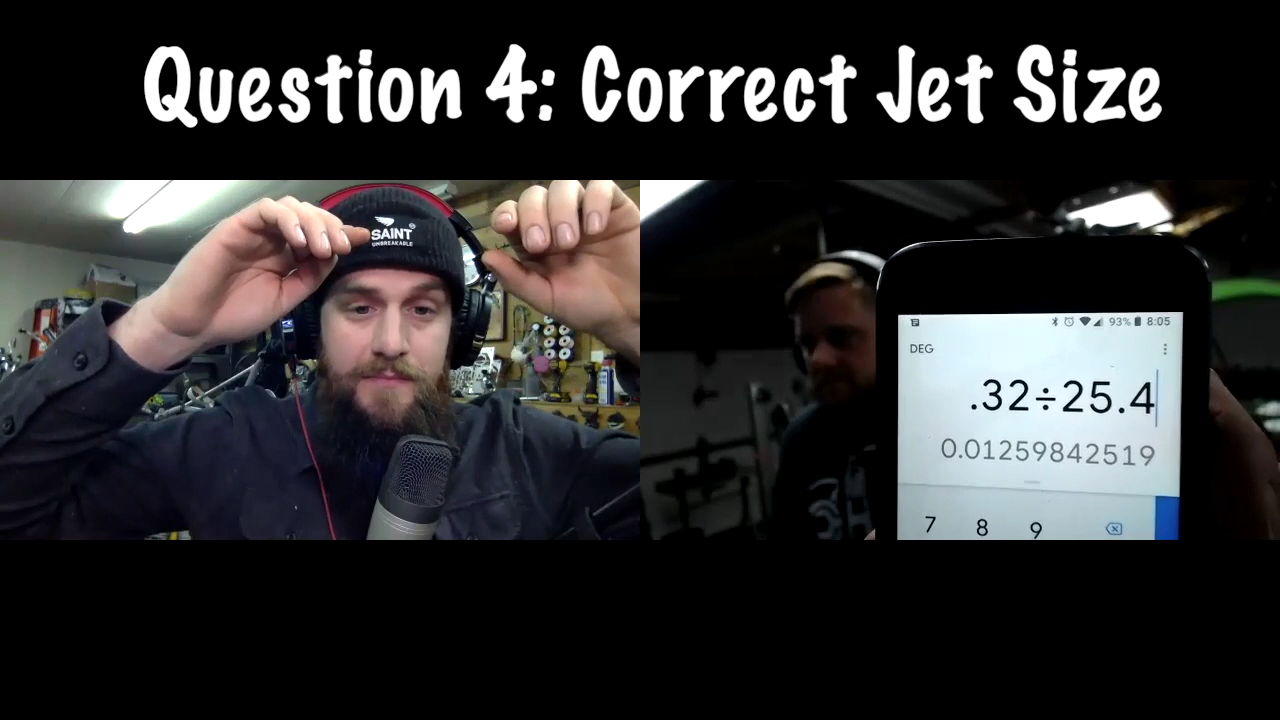 Question 4: Correct Jet Size
SAINT
UNBREAKABLE
93% 8:05
DEG
.32÷25.4
0.01259842519
7 8 9